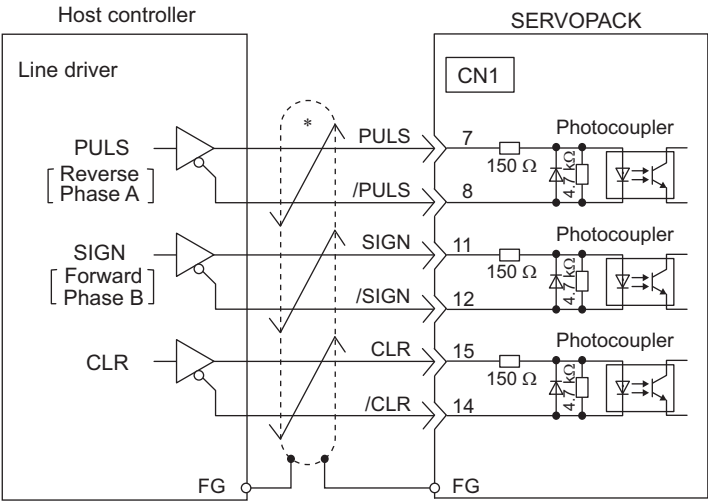 Host controller
SERVOPACK
Line driver
CN1
*
PULS
[ Reverse
Phase A ]
PULS
7
150 Ω
4.7 kΩ
Photocoupler
/PULS
8
SIGN
[ Forward
Phase B ]
SIGN
11
150 Ω
4.7 kΩ
Photocoupler
/SIGN
12
CLR
CLR
15
150 Ω
4.7 kΩ
Photocoupler
/CLR
14
FG
FG